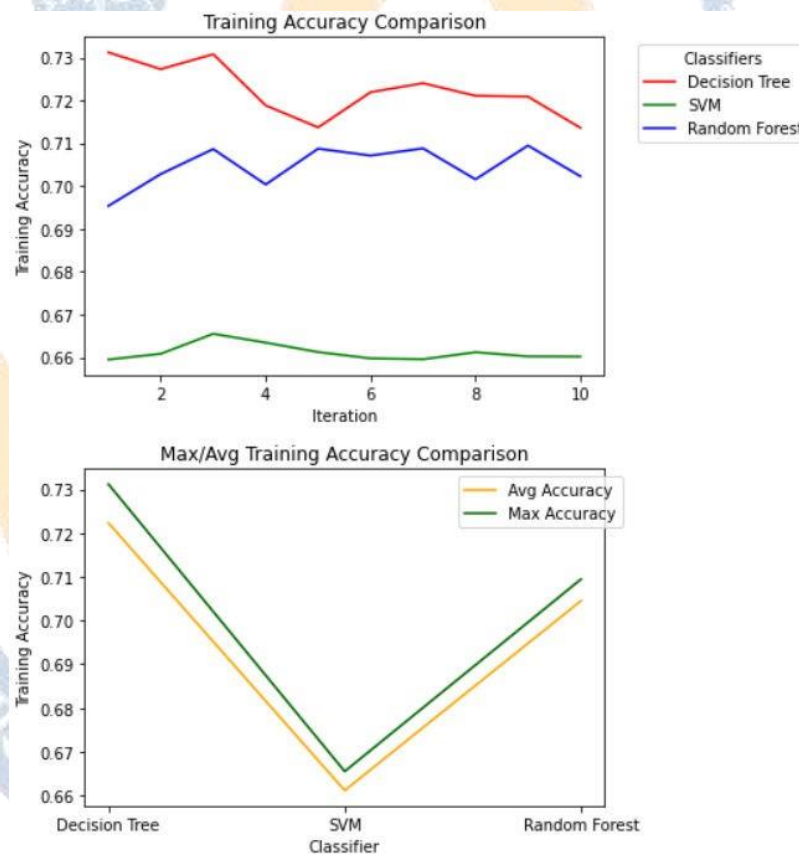 Training Accuracy Comparison
0.73
0.72
0.71
0.70
0.69
0.68
0.67
0.66
Training Accuracy
2 4 6 8 10
Iteration
Classifiers
Decision Tree
SVM
Random Forest
Max/Avg Training Accuracy Comparison
0.73
0.72
0.71
0.70
0.69
0.68
0.67
0.66
Training Accuracy
Avg Accuracy
Max Accuracy
Decision Tree SVM Random Forest
Classifier